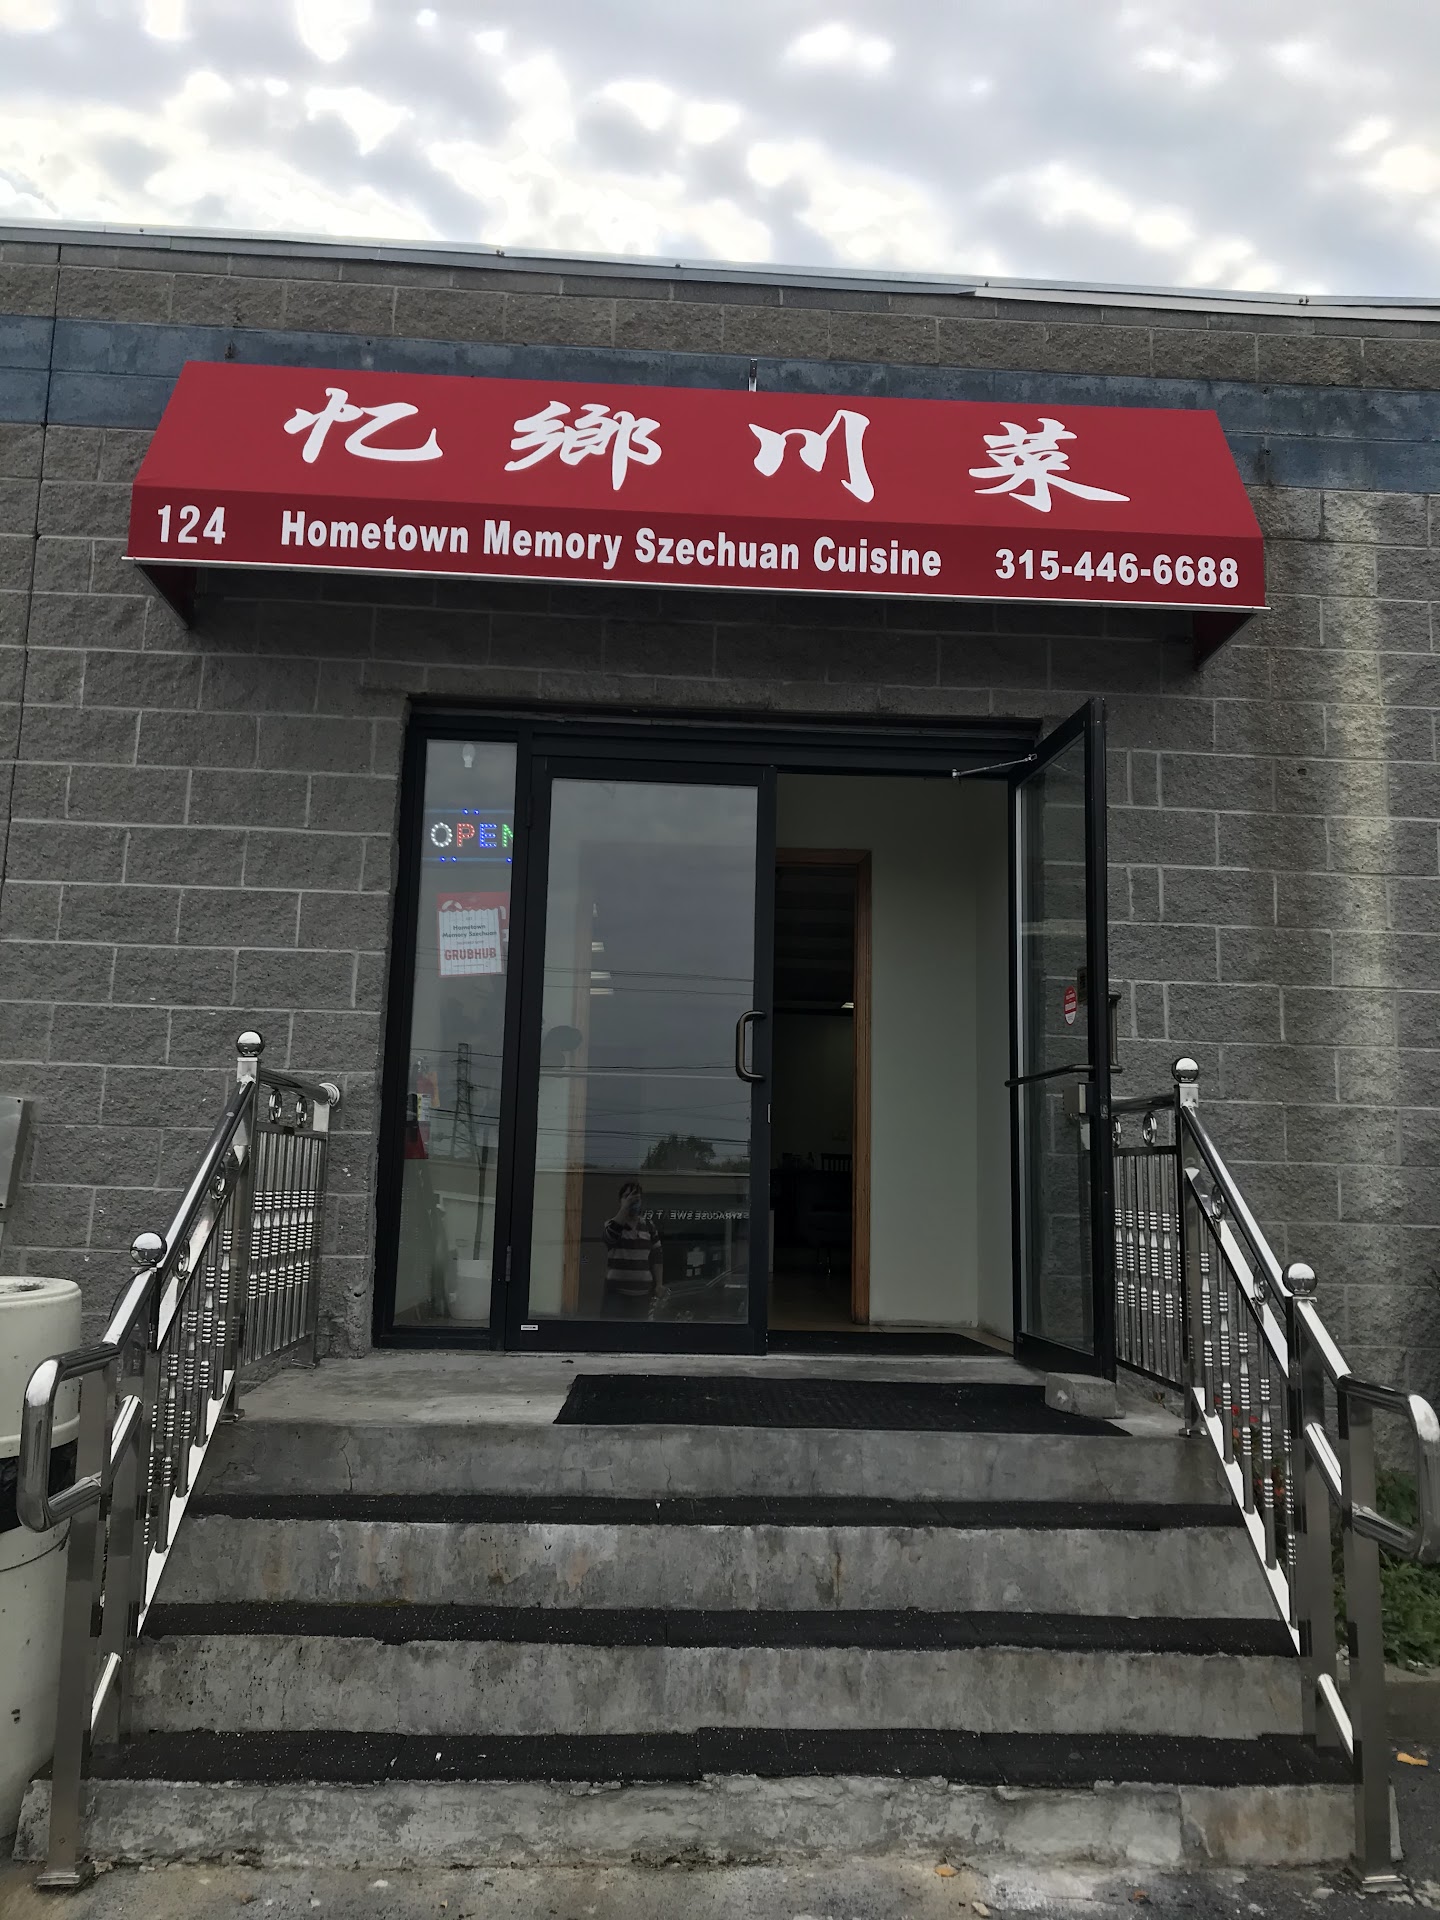 忆鄉川菜
124 Hometown Memory Szechuan Cuisine 315-446-6688
OPEN
Hometown
Memory Szechuan
GRUBHUB